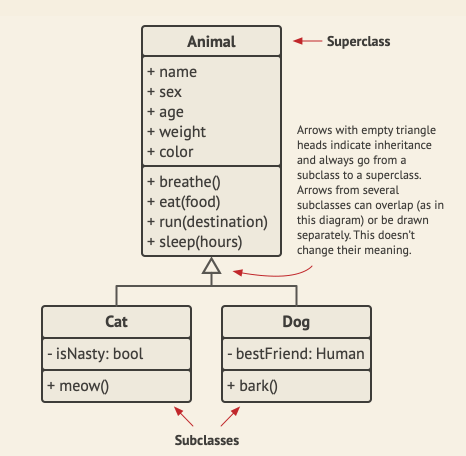 Animal
Superclass
+ name
+ sex
+ age
+ weight
+ color
+ breathe()
+ eat(food)
+ run(destination)
+ sleep(hours)
Arrows with empty triangle
heads indicate inheritance
and always go from a
subclass to a superclass.
Arrows from several
subclasses can overlap (as in
this diagram) or be drawn
separately. This doesn't
change their meaning.
Cat
- isNasty: bool
+ meow()
Dog
- bestFriend: Human
+ bark()
Subclasses